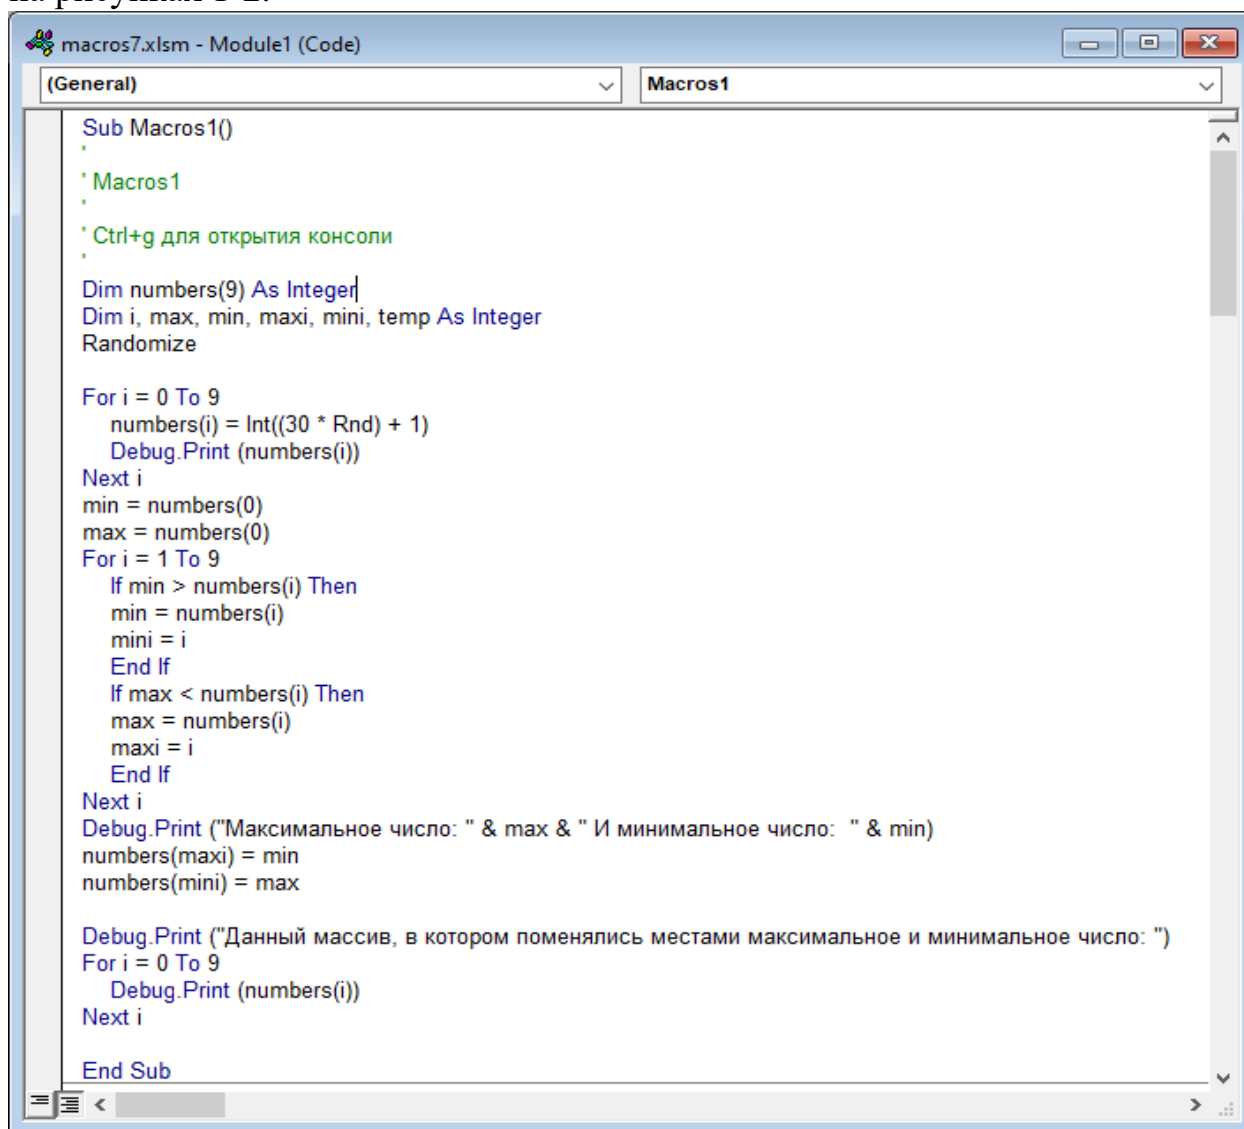 на рисунках 1-2.
macros7.xlsm - Module1 (Code)
(General) Macros1
Sub Macros1()
'
' Macros1
'
' Ctrl+g для открытия консоли
'
Dim numbers(9) As Integer
Dim i, max, min, maxi, mini, temp As Integer
Randomize
For i = 0 To 9
numbers(i) = Int((30 * Rnd) + 1)
Debug.Print (numbers(i))
Next i
min = numbers(0)
max = numbers(0)
For i = 1 To 9
If min > numbers(i) Then
min = numbers(i)
mini = i
End If
If max < numbers(i) Then
max = numbers(i)
maxi = i
End If
Next i
Debug.Print ("Максимальное число: " & max & " И минимальное число:  " & min)
numbers(maxi) = min
numbers(mini) = max
Debug.Print ("Данный массив, в котором поменялись местами максимальное и минимальное число: ")
For i = 0 To 9
Debug.Print (numbers(i))
Next i
End Sub